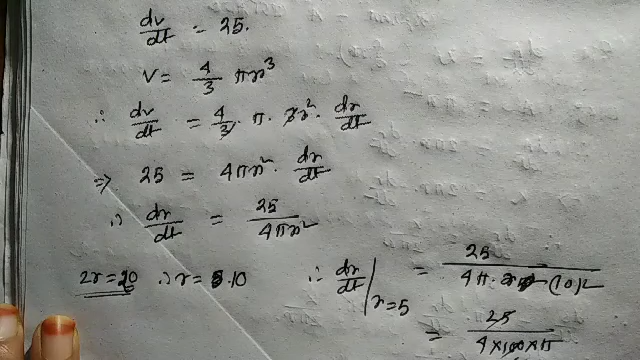 dv/dt = 25.
V = 4/3 πr³
∴ dv/dt = 4/3 π. 3r². dr/dt
⇒ 25 = 4πr². dr/dt
∴ dr/dt = 25/4πr²
2r = 20 ∴ r = 10 ∴ dr/dt|r=5 = 25/4π. (10)²
= 25/4×100×π